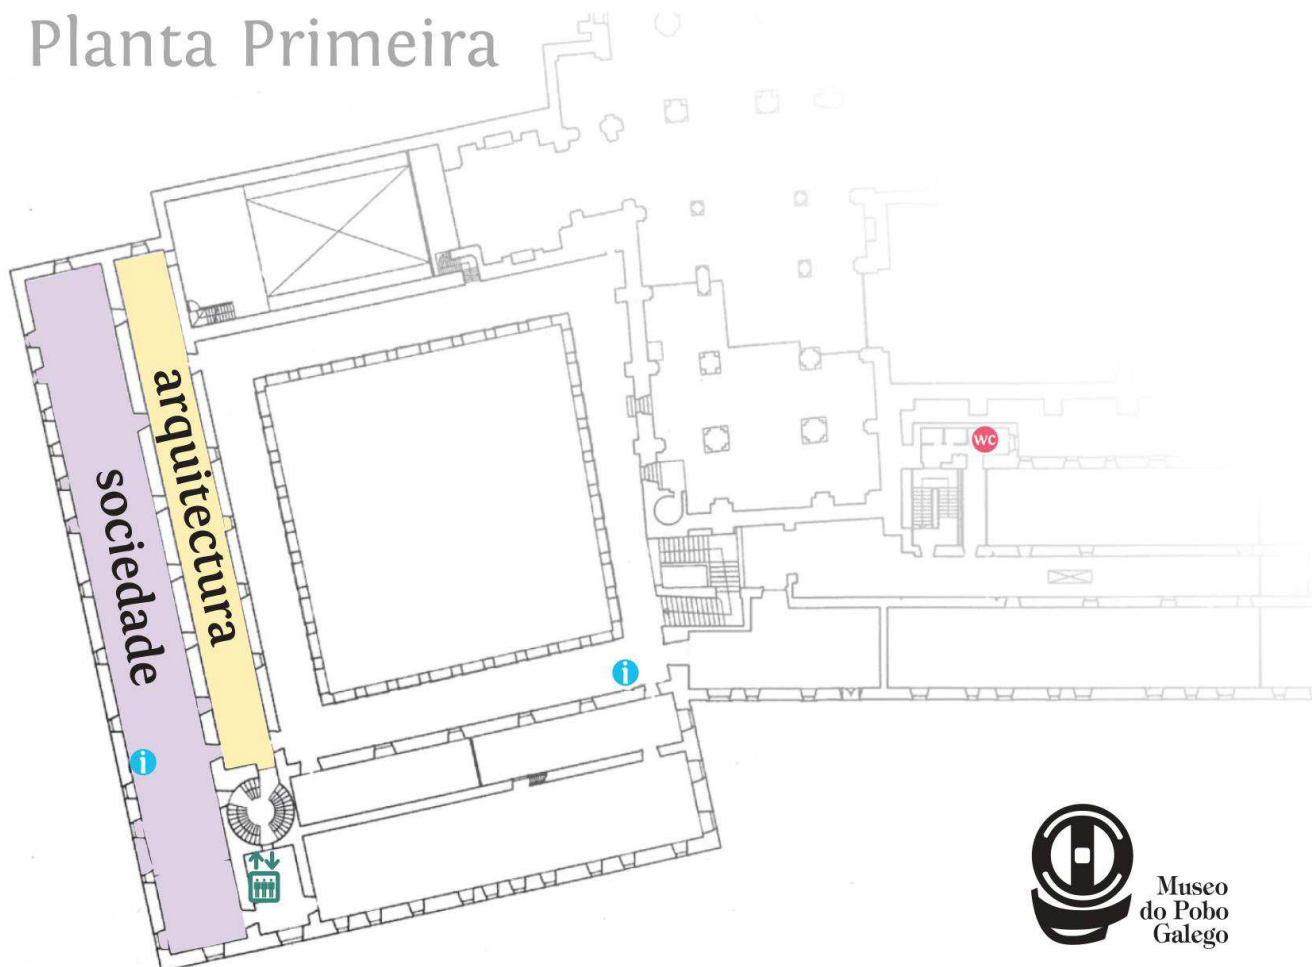 Planta Primeira
arquitectura
sociedade
wc
i
i
Museo
do Pobo
Galego